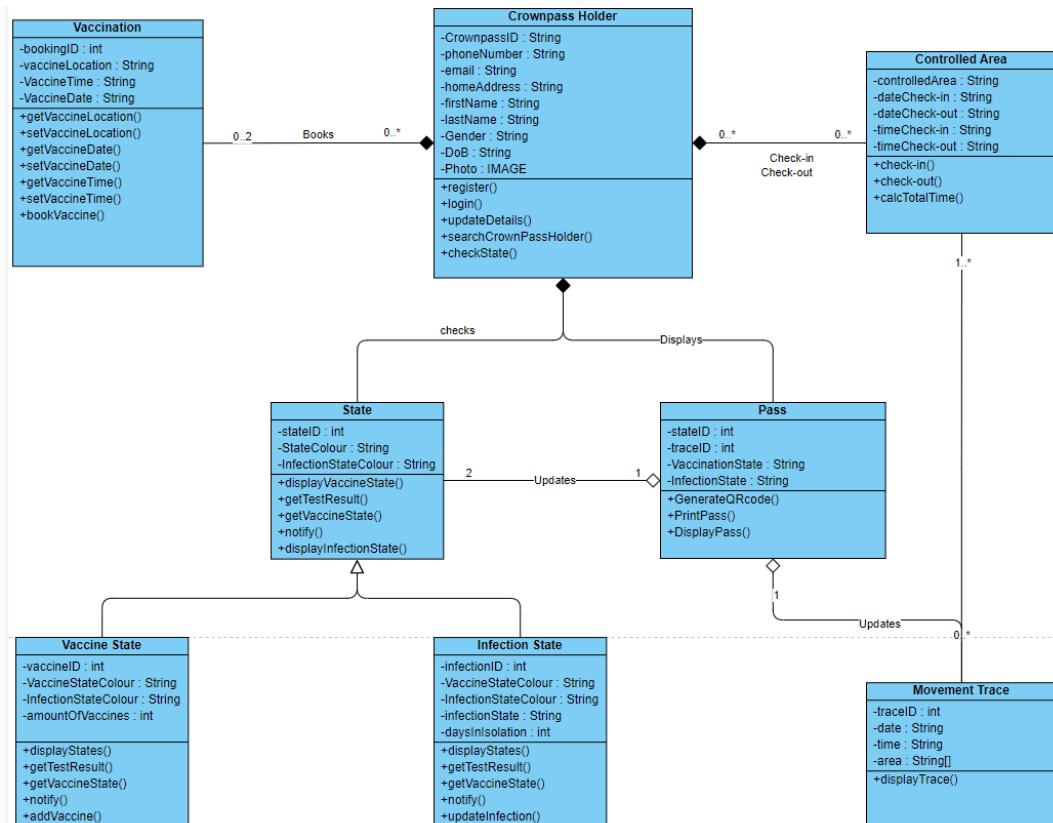 Vaccination
-bookingID : int
-vaccineLocation : String
-VaccineTime : String
-VaccineDate : String
+getVaccineLocation()
+setVaccineLocation()
+getVaccineDate()
+setVaccineDate()
+getVaccineTime()
+setVaccineTime()
+bookVaccine()
0..2
Books
0..*
Crownpass Holder
-CrownpassID : String
-phoneNumber : String
-email : String
-homeAddress : String
-firstName : String
-lastName : String
-Gender : String
-DoB : String
-Photo : IMAGE
+register()
+login()
+updateDetails()
+searchCrownPassHolder()
+checkState()
0..*
0..*
Check-in
Check-out
Controlled Area
-controlledArea : String
-dateCheck-in : String
-dateCheck-out : String
-timeCheck-in : String
-timeCheck-out : String
+check-in()
+check-out()
+calcTotalTime()
1..*
checks
Displays
State
-stateID : int
-StateColour : String
-InfectionStateColour : String
+displayVaccineState()
+getTestResult()
+getVaccineState()
+notify()
+displayInfectionState()
2
Updates
1
Pass
-stateID : int
-traceID : int
-VaccinationState : String
-InfectionState : String
+GenerateQRcode()
+PrintPass()
+DisplayPass()
1
Updates
0..*
Vaccine State
-vaccineID : int
-VaccineStateColour : String
-InfectionStateColour : String
-amountOfVaccines : int
+displayStates()
+getTestResult()
+getVaccineState()
+notify()
+addVaccine()
Infection State
-infectionID : int
-VaccineStateColour : String
-InfectionStateColour : String
-infectionState : String
-daysInIsolation : int
+displayStates()
+getTestResult()
+getVaccineState()
+notify()
+updateInfection()
Movement Trace
-traceID : int
-date : String
-time : String
-area : String[]
+displayTrace()